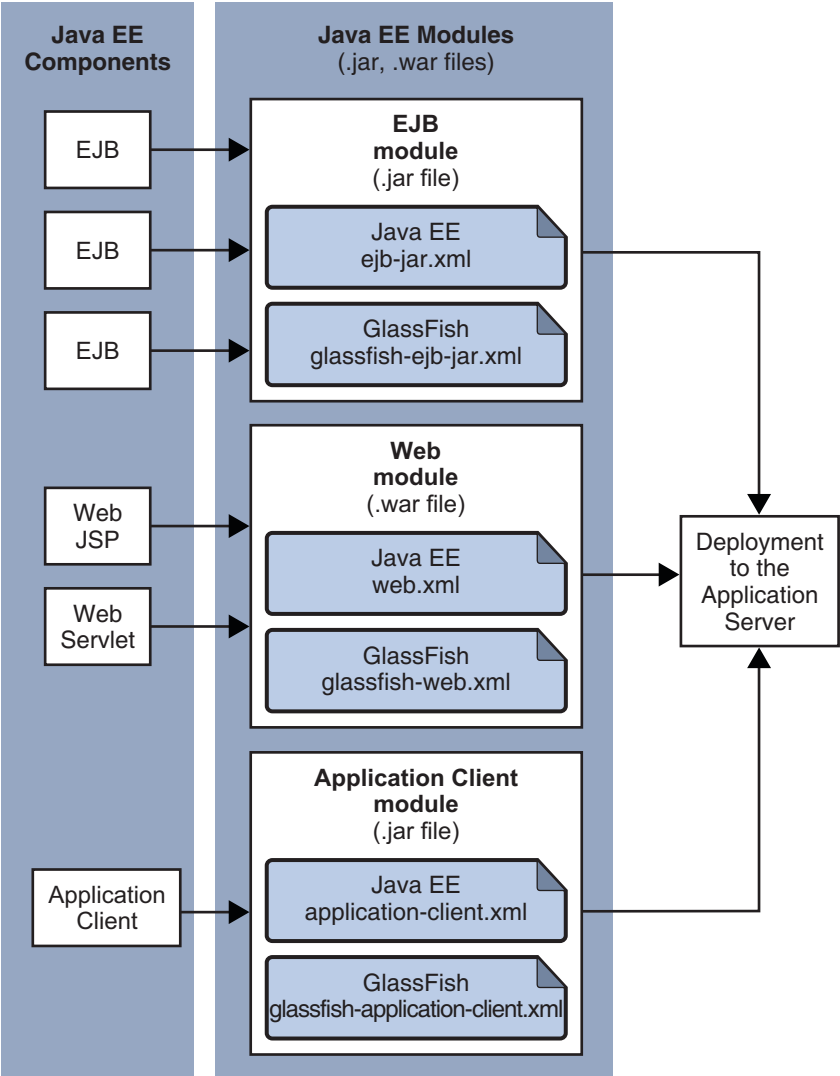 Java EE
Components
Java EE Modules
(.jar, .war files)
EJB
EJB
EJB
EJB
module
(.jar file)
Java EE
ejb-jar.xml
GlassFish
glassfish-ejb-jar.xml
Web
JSP
Web
Servlet
Web
module
(.war file)
Java EE
web.xml
GlassFish
glassfish-web.xml
Application
Client
Application Client
module
(.jar file)
Java EE
application-client.xml
GlassFish
glassfish-application-client.xml
Deployment
to the
Application
Server